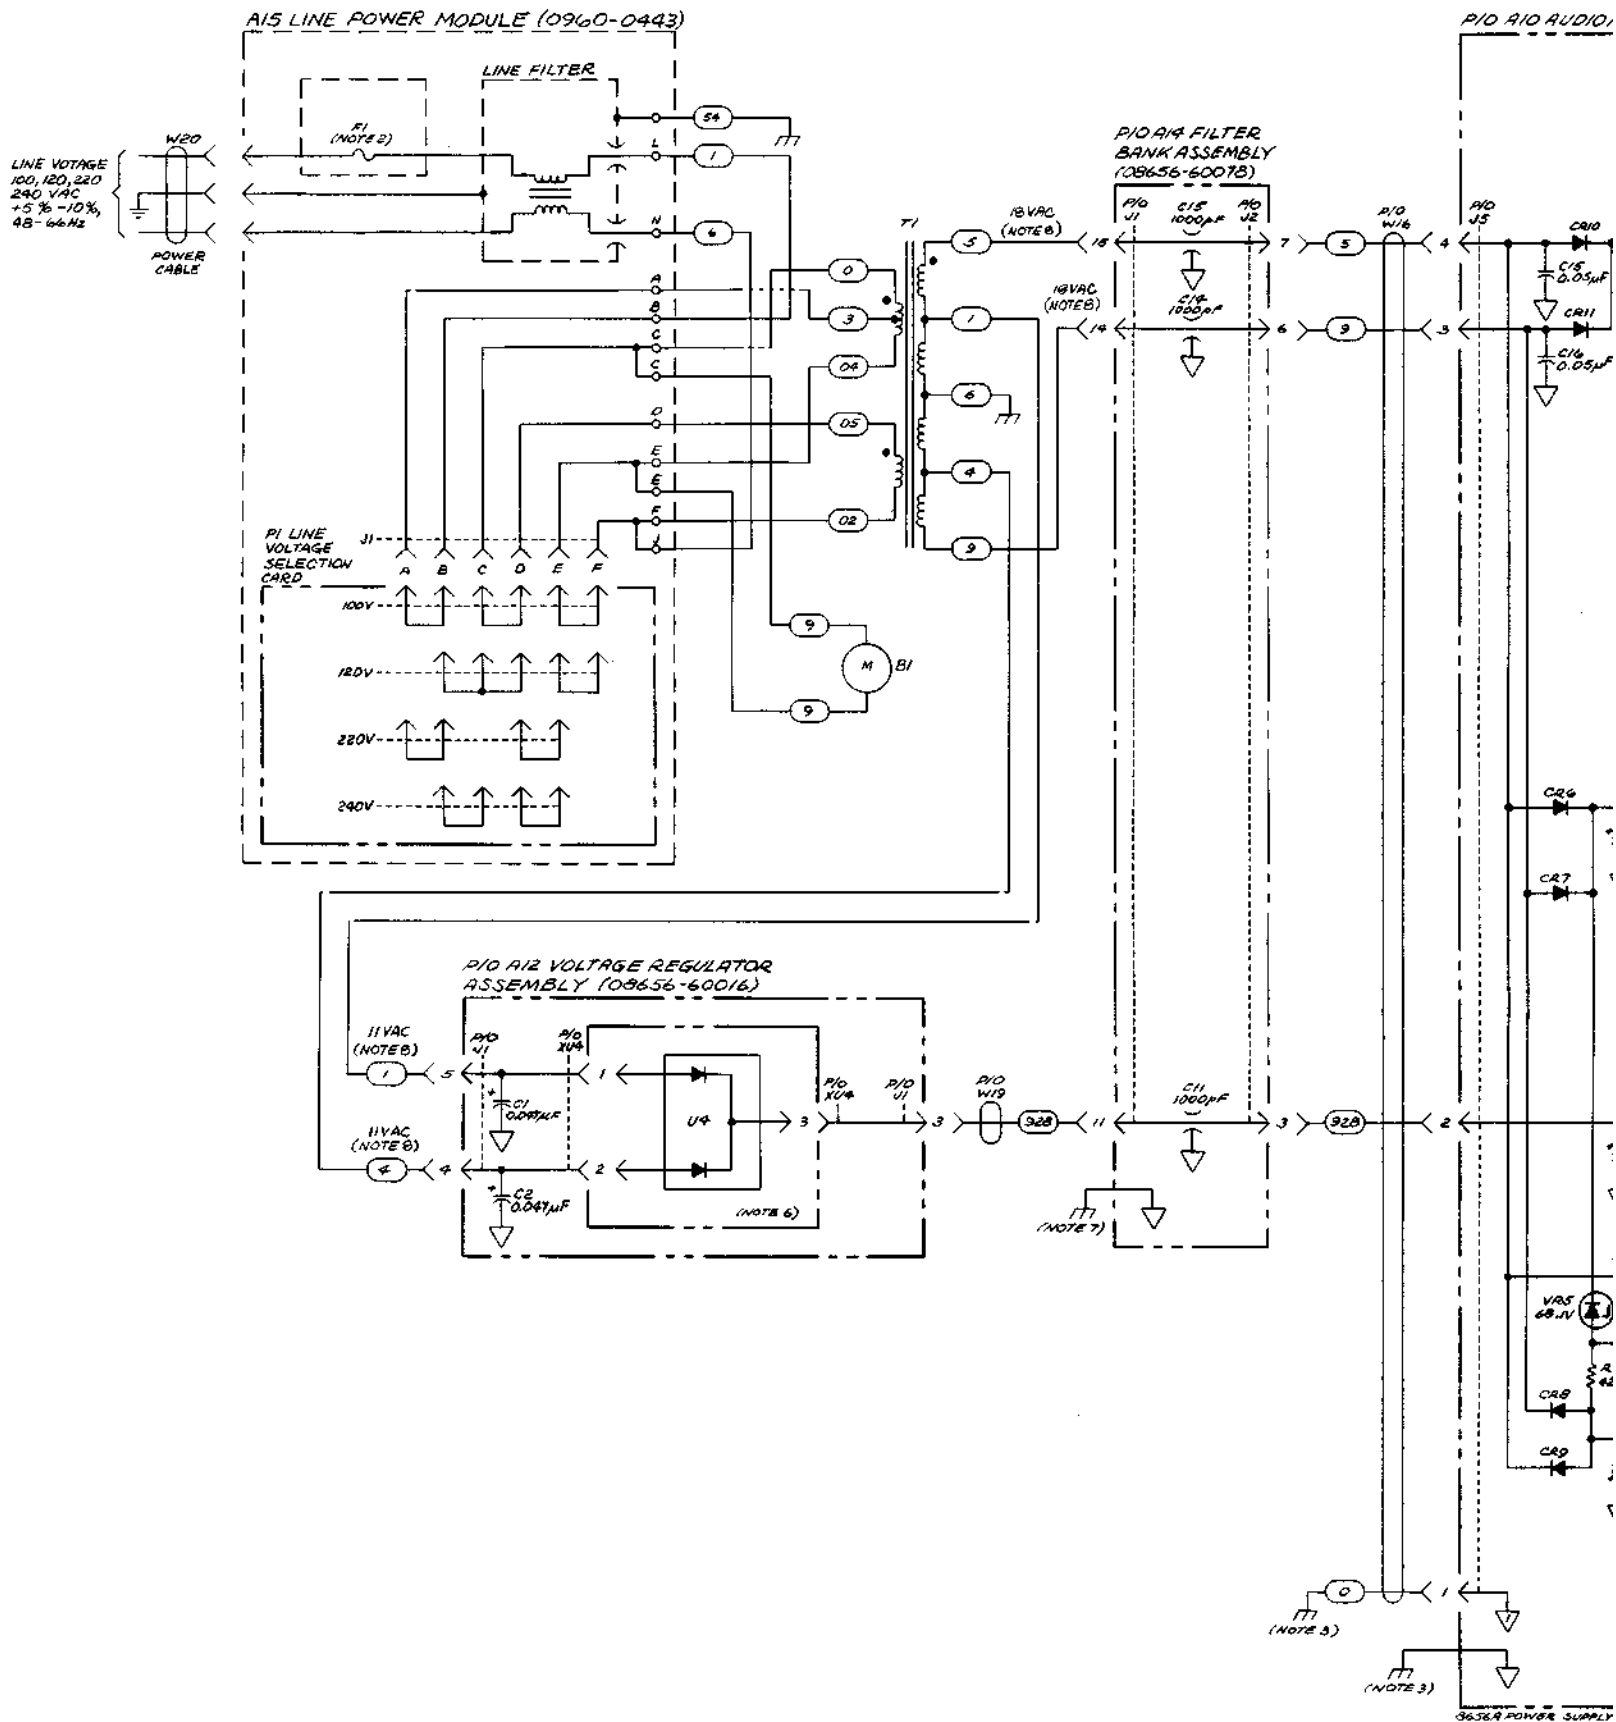 A15 LINE POWER MODULE (0960-0443)
P/O A10 AUDIO/
LINE FILTER
F1
(NOTE 2)
W20
LINE VOTAGE
100, 120, 220
240 VAC
+5% -10%,
48-66Hz
POWER
CABLE
54
L
1
N
6
A
B
C
C
D
E
E
F
J
0
3
04
05
02
T1
5
1
6
4
9
18VAC
(NOTE 8)
18VAC
(NOTE 8)
P/O A14 FILTER
BANK ASSEMBLY
(08656-60078)
P/O
J1
C15
1000pF
P/O
J2
15
7
5
C14
1000pF
14
6
9
P/O
W16
P/O
J5
4
3
CR10
C15
0.05µF
CR11
C16
0.05µF
P1 LINE
VOLTAGE
SELECTION
CARD
J1
A B C D E F
100V
120V
220V
240V
9
M
B1
9
CR6
CR7
P/O A12 VOLTAGE REGULATOR
ASSEMBLY (08656-60016)
11VAC
(NOTE 8)
1
5
P/O
J1
P/O
XU4
1
C1
0.047µF
11VAC
(NOTE 8)
4
4
2
C2
0.047µF
U4
3
(NOTE 6)
P/O
XU4
P/O
J1
3
P/O
W19
928
11
C11
1000pF
3
928
2
(NOTE 7)
VR5
68.1V
R
CR8
CR9
0
1
(NOTE 3)
(NOTE 3)
8656A POWER SUPPLY